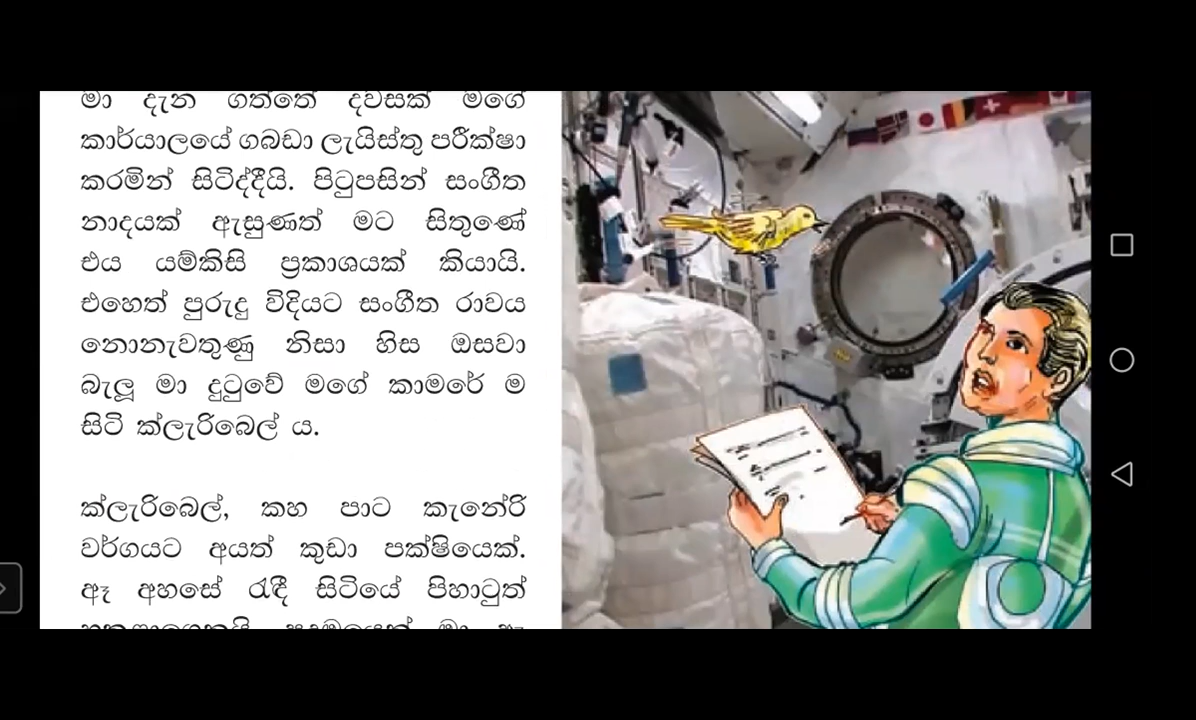 මා දැන ගත්තේ දවසක් මගේ
කාර්යාලයේ ගබඩා ලැයිස්තු පරීක්ෂා
කරමින් සිටිද්දීයි. පිටුපසින් සංගීත
නාදයක් ඇසුණත් මට සිතුණේ
එය යම්කිසි ප්‍රකාශයක් කියායි.
එහෙත් පුරුදු විදියට සංගීත රාවය
නොනැවතුණු නිසා හිස ඔසවා
බැලූ මා දුටුවේ මගේ කාමරේ ම
සිටි ක්ලැරිබෙල් ය.
ක්ලැරිබෙල්, කහ පාට කැනේරි
වර්ගයට අයත් කුඩා පක්ෂියෙක්.
ඈ අහසේ රැඳී සිටියේ පිහාටුත්